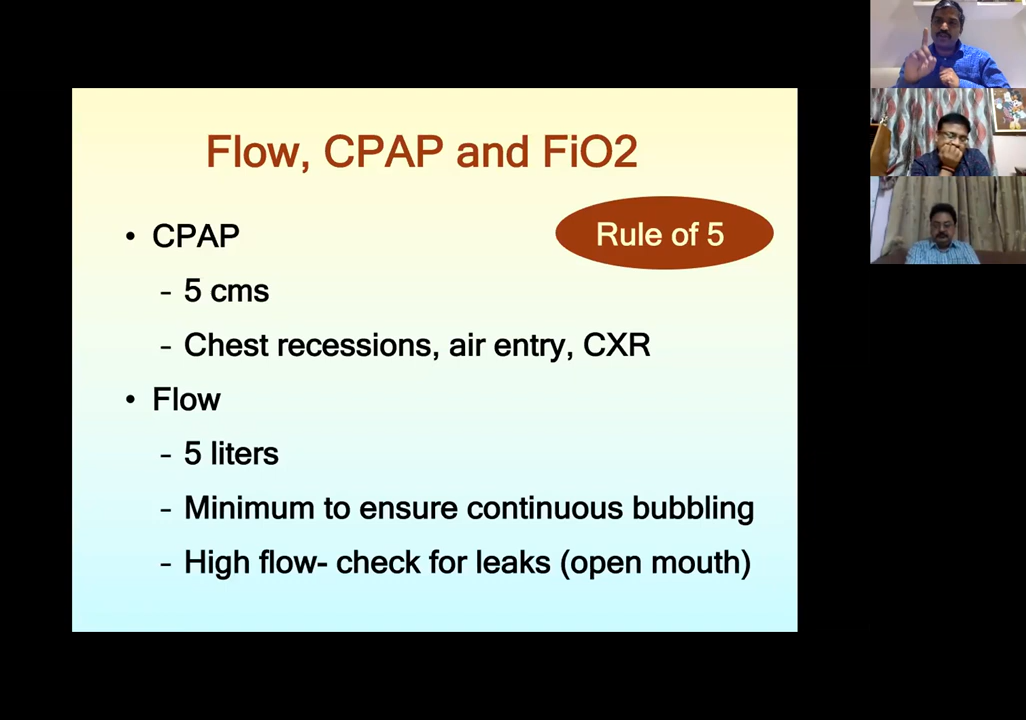 Flow, CPAP and FiO2
Rule of 5
• CPAP
– 5 cms
– Chest recessions, air entry, CXR
• Flow
– 5 liters
– Minimum to ensure continuous bubbling
– High flow- check for leaks (open mouth)